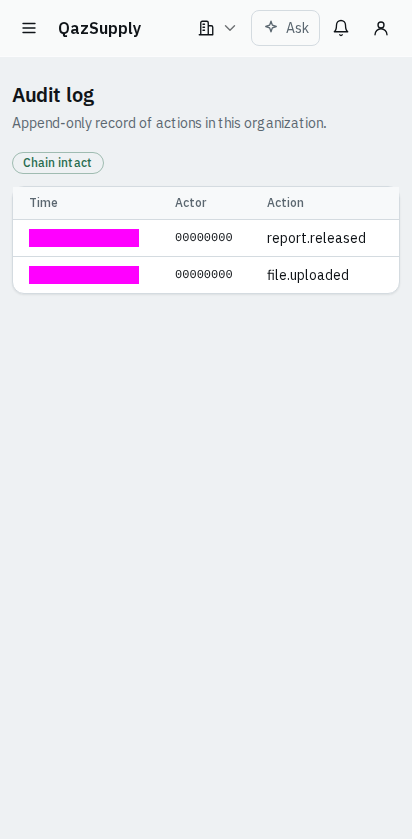 QazSupply
Ask
Audit log
Append-only record of actions in this organization.
Chain intact
Time Actor Action
00000000 report.released
00000000 file.uploaded